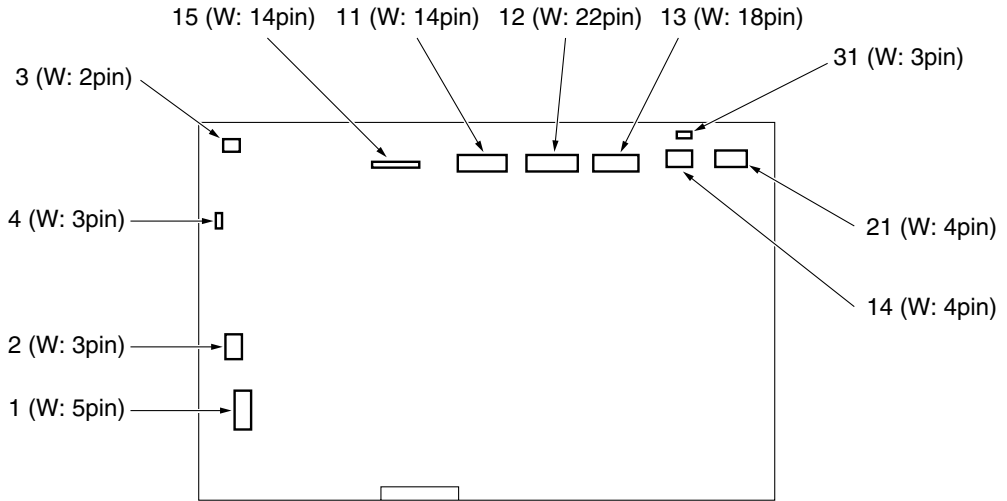 15 (W: 14pin) 11 (W: 14pin) 12 (W: 22pin) 13 (W: 18pin)
31 (W: 3pin)
3 (W: 2pin)
4 (W: 3pin)
21 (W: 4pin)
14 (W: 4pin)
2 (W: 3pin)
1 (W: 5pin)